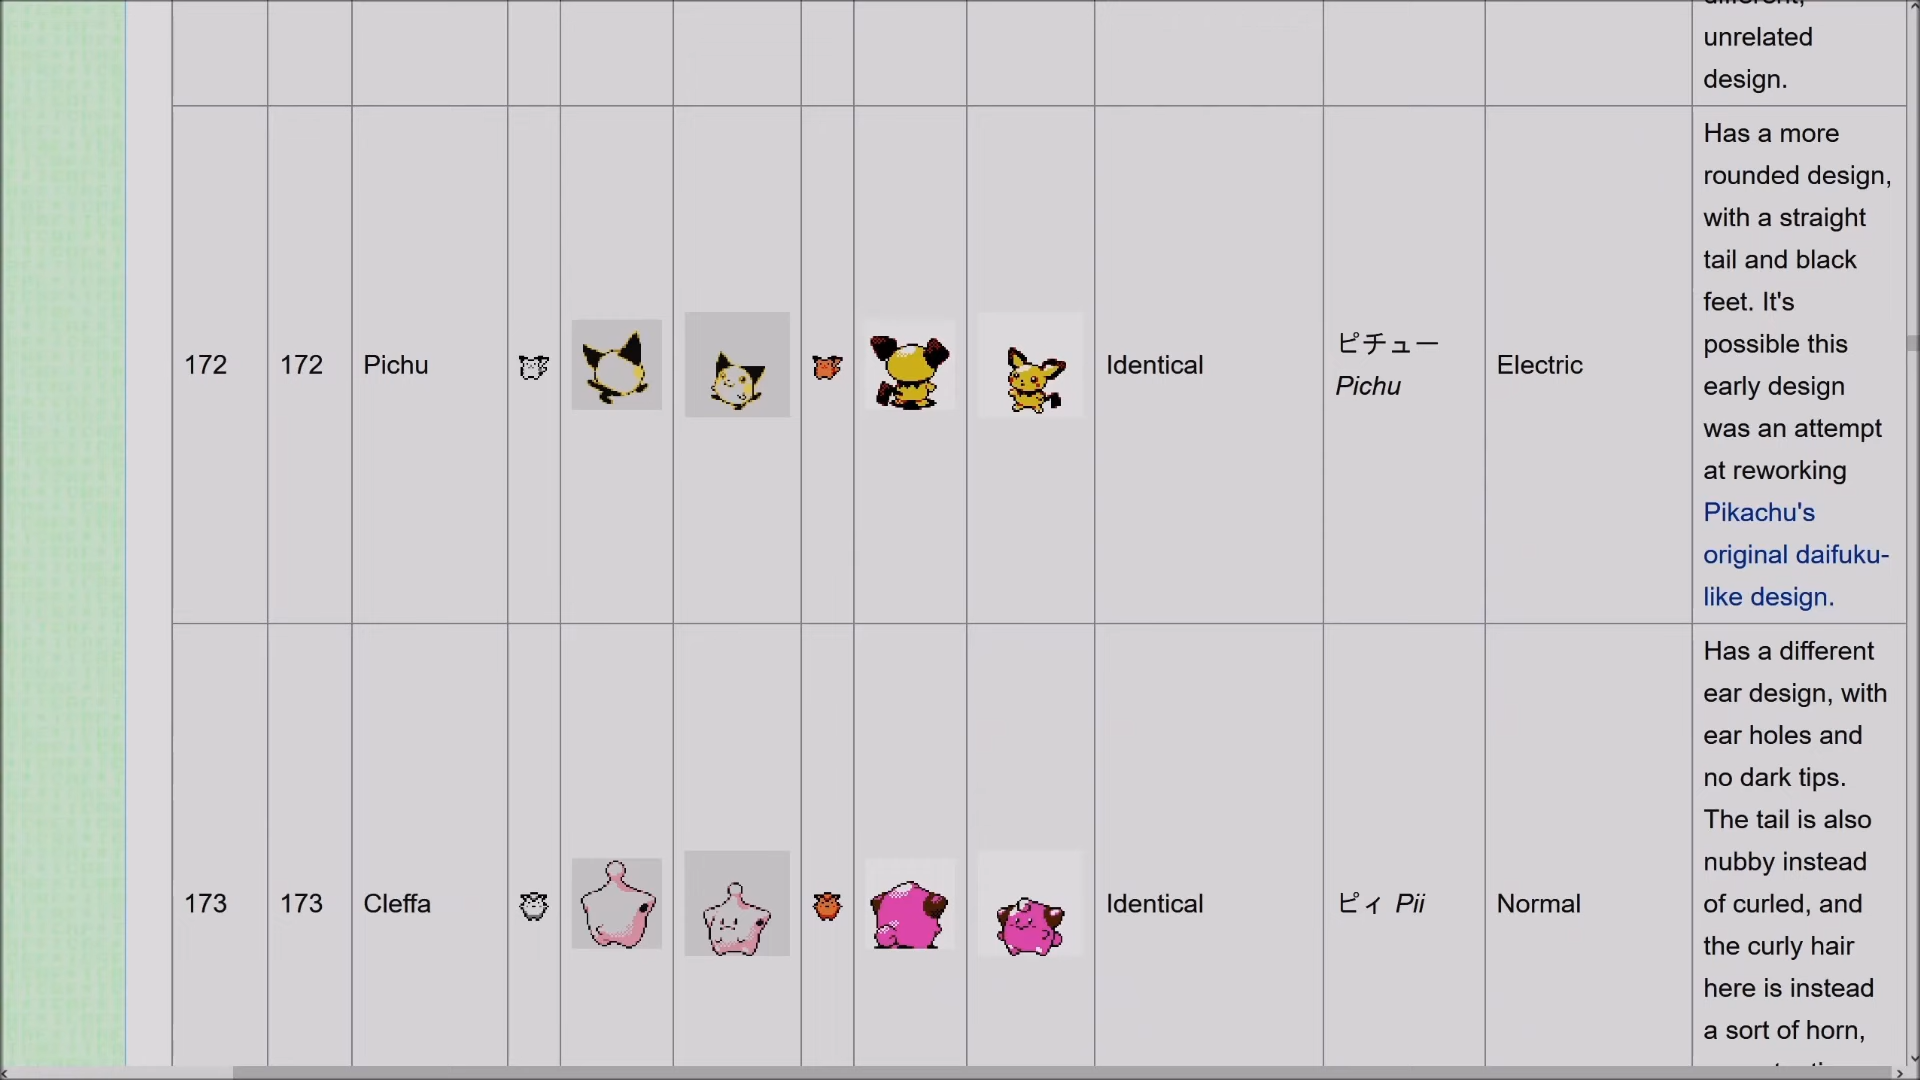 different,
unrelated
design.
172
172
Pichu
Identical
ピチュー
Pichu
Electric
Has a more
rounded design,
with a straight
tail and black
feet. It's
possible this
early design
was an attempt
at reworking
Pikachu's
original daifuku-
like design.
173
173
Cleffa
Identical
ピィ Pii
Normal
Has a different
ear design, with
ear holes and
no dark tips.
The tail is also
nubby instead
of curled, and
the curly hair
here is instead
a sort of horn,